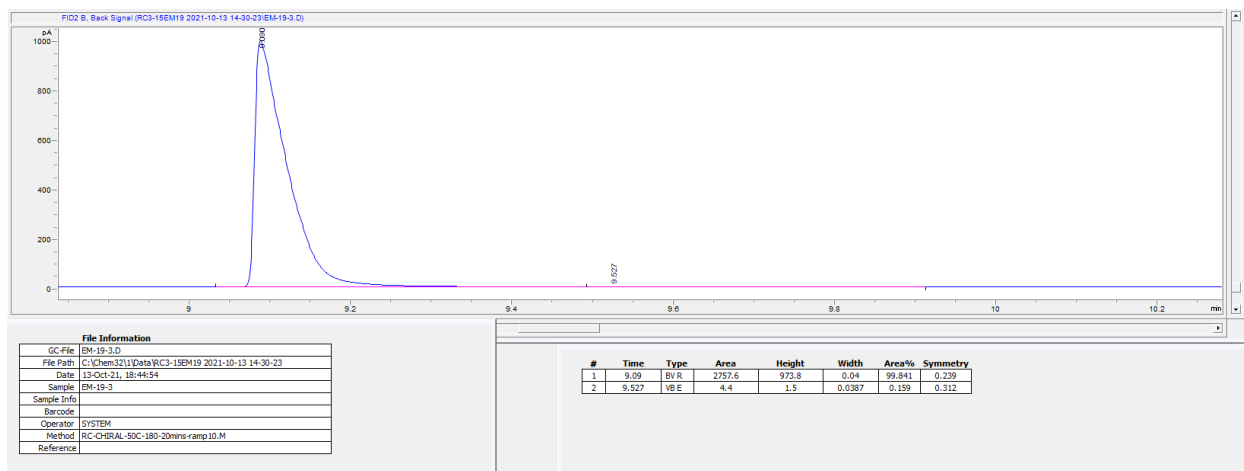 FID2 B, Back Signal (RC3-15EM19 2021-10-13 14-30-23\EM-19-3.D)
pA
1000
800
600
400
200
0
9.090
9.527
9 9.2 9.4 9.6 9.8 10 10.2 min
File Information
GC-File EM-19-3.D
File Path C:\Chem32\1\Data\RC3-15EM19 2021-10-13 14-30-23
Date 13-Oct-21, 18:44:54
Sample EM-19-3
Sample Info
Barcode
Operator SYSTEM
Method RC-CHIRAL-50C-180-20mins-ramp10.M
Reference
# Time Type Area Height Width Area% Symmetry
1 9.09 BV R 2757.6 973.8 0.04 99.841 0.239
2 9.527 VB E 4.4 1.5 0.0387 0.159 0.312